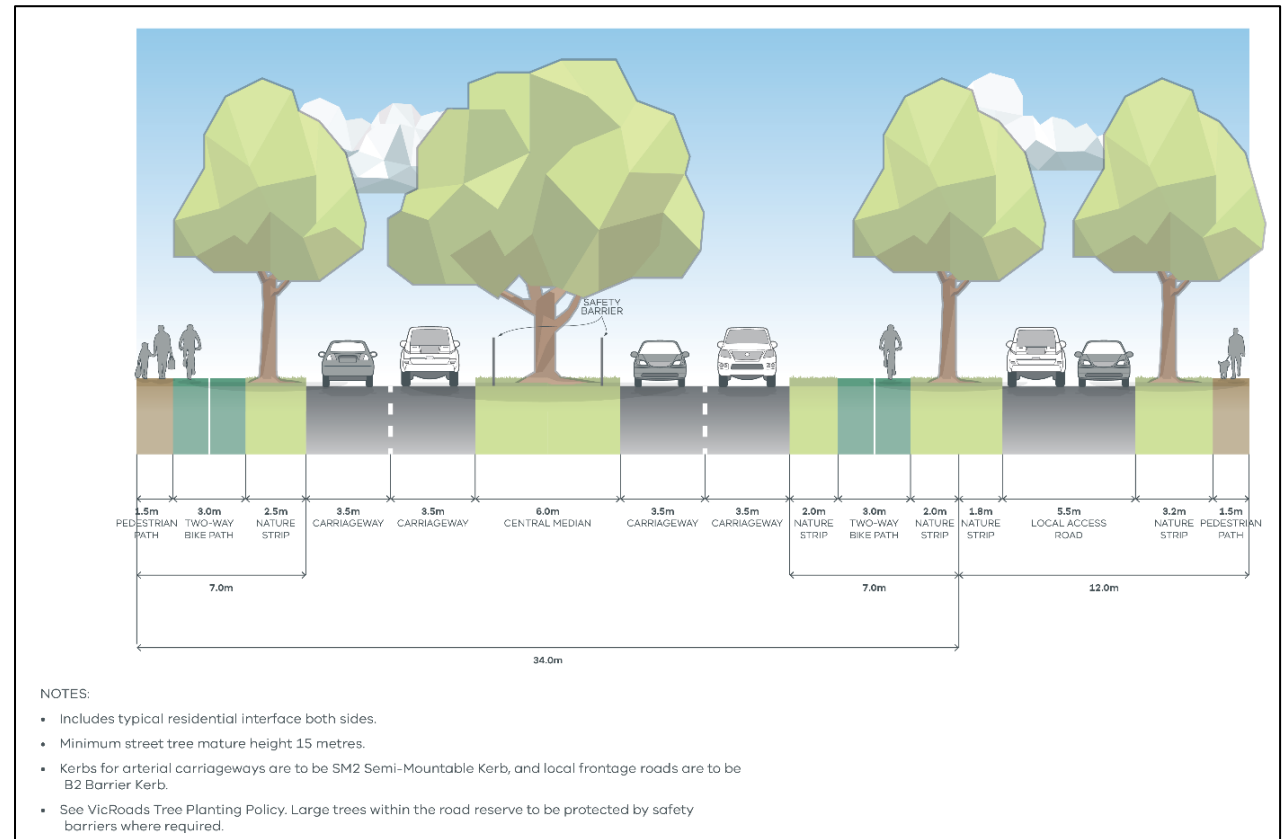 SAFETY
BARRIER
1.5m
PEDESTRIAN
PATH
3.0m
TWO-WAY
BIKE PATH
2.5m
NATURE
STRIP
3.5m
CARRIAGEWAY
3.5m
CARRIAGEWAY
6.0m
CENTRAL MEDIAN
3.5m
CARRIAGEWAY
3.5m
CARRIAGEWAY
2.0m
NATURE
STRIP
3.0m
TWO-WAY
BIKE PATH
2.0m
NATURE
STRIP
1.8m
NATURE
STRIP
5.5m
LOCAL ACCESS
ROAD
3.2m
NATURE
STRIP
1.5m
PEDESTRIAN
PATH
7.0m
7.0m
12.0m
34.0m
NOTES:
• Includes typical residential interface both sides.
• Minimum street tree mature height 15 metres.
• Kerbs for arterial carriageways are to be SM2 Semi-Mountable Kerb, and local frontage roads are to be
B2 Barrier Kerb.
• See VicRoads Tree Planting Policy. Large trees within the road reserve to be protected by safety
barriers where required.